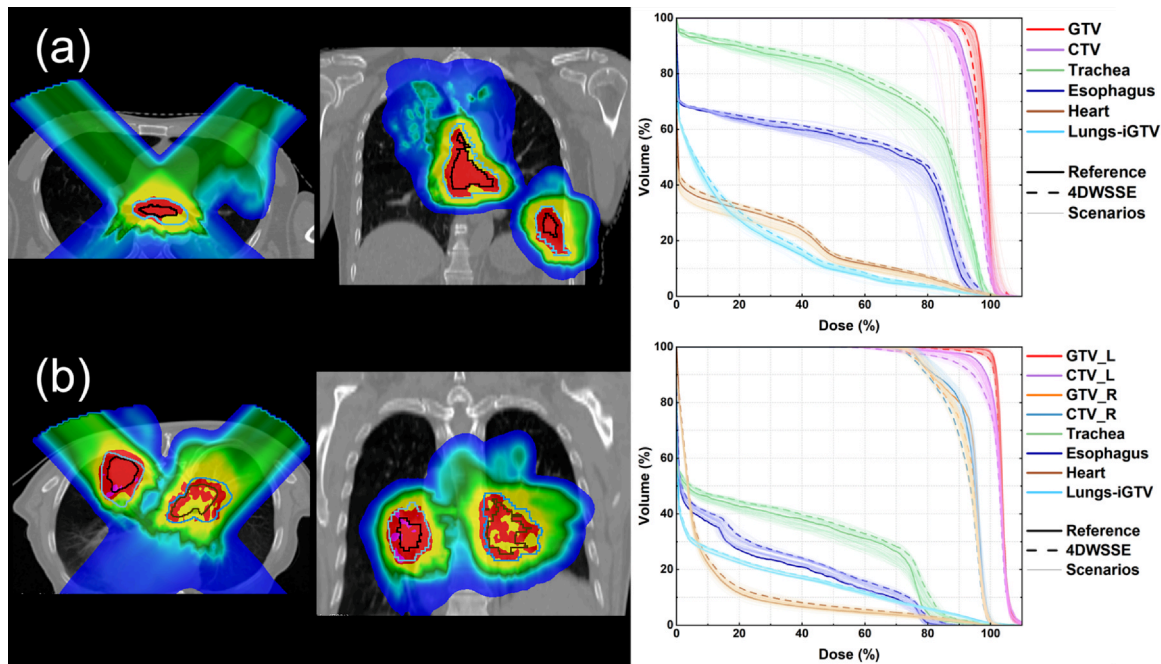 (a)
100
80
60
40
20
0
Volume (%)
0 20 40 60 80 100
Dose (%)
GTV
CTV
Trachea
Esophagus
Heart
Lungs-iGTV
Reference
4DWSSE
Scenarios
(b)
100
80
60
40
20
0
Volume (%)
0 20 40 60 80 100
Dose (%)
GTV_L
CTV_L
GTV_R
CTV_R
Trachea
Esophagus
Heart
Lungs-iGTV
Reference
4DWSSE
Scenarios